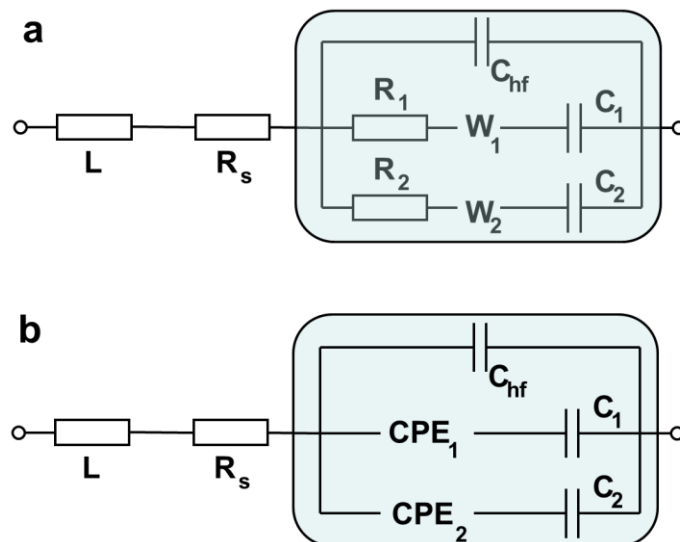 a
C_hf
R_1 W_1 C_1
L R_s
R_2 W_2 C_2
b
C_hf
CPE_1 C_1
L R_s
CPE_2 C_2